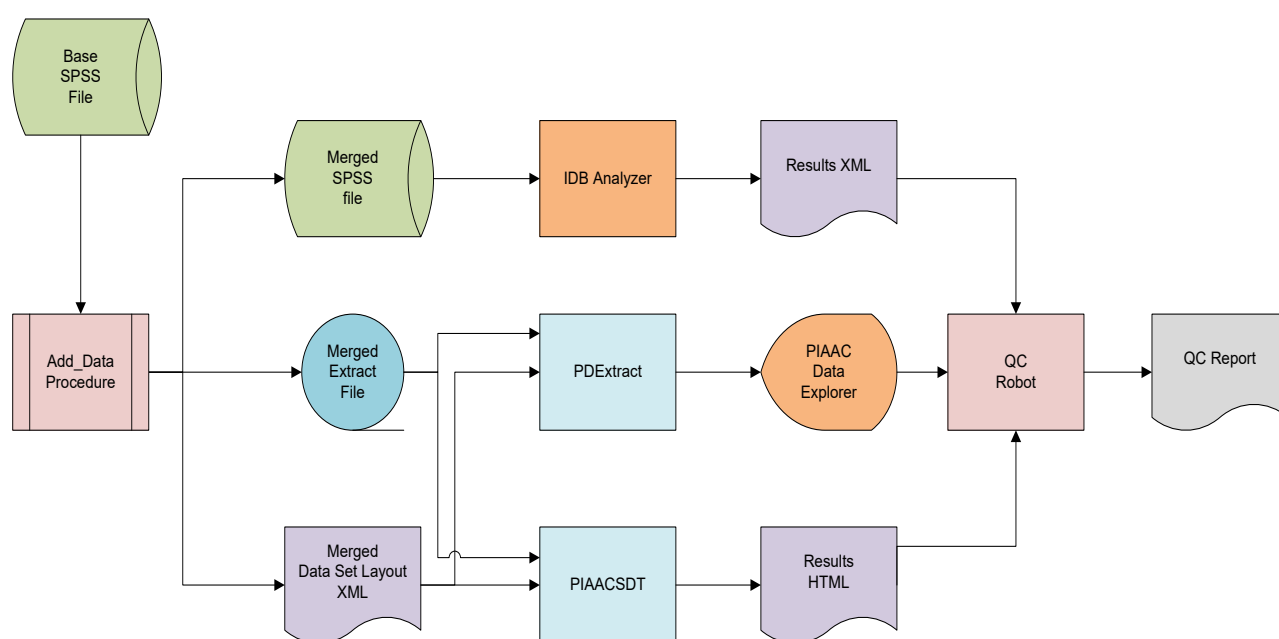 Base
SPSS
File
Merged
SPSS
file
IDB Analyzer
Results XML
Add_Data
Procedure
Merged
Extract
File
PDExtract
PIAAC
Data
Explorer
QC
Robot
QC Report
Merged
Data Set Layout
XML
PIAACSDT
Results
HTML